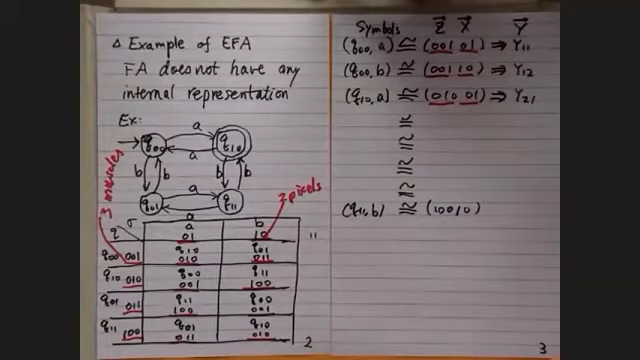 △ Example of EFA
FA does not have any
internal representation
Ex:
q00 a q10
a
b b b b
q01 a q11
a
3 muscles
2 pixels
q σ a b
01 10
q00 001 q10 q01
010 011
q10 010 q00 q11
001 100
q01 011 q11 q00
100 001
q11 100 q01 q10
011 010
2
Symbols Z X Y
(q00, a) ≅ (001 01) ⇒ Y11
(q00, b) ≅ (001 10) ⇒ Y12
(q10, a) ≅ (010 01) ⇒ Y21
≅
≅
≅
≅
(q11, b) ≅ (100 10)
3